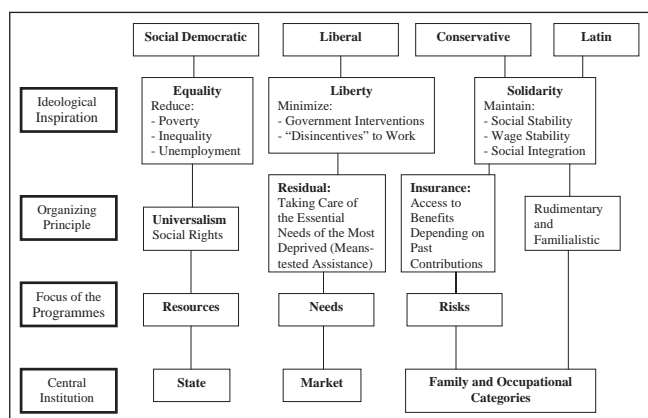 Social Democratic
Liberal
Conservative
Latin
Ideological
Inspiration
Equality
Reduce:
- Poverty
- Inequality
- Unemployment
Liberty
Minimize:
- Government Interventions
- “Disincentives” to Work
Solidarity
Maintain:
- Social Stability
- Wage Stability
- Social Integration
Organizing
Principle
Universalism
Social Rights
Residual:
Taking Care of
the Essential
Needs of the Most
Deprived (Means-
tested Assistance)
Insurance:
Access to
Benefits
Depending on
Past
Contributions
Rudimentary
and
Familialistic
Focus of the
Programmes
Resources
Needs
Risks
Central
Institution
State
Market
Family and Occupational
Categories